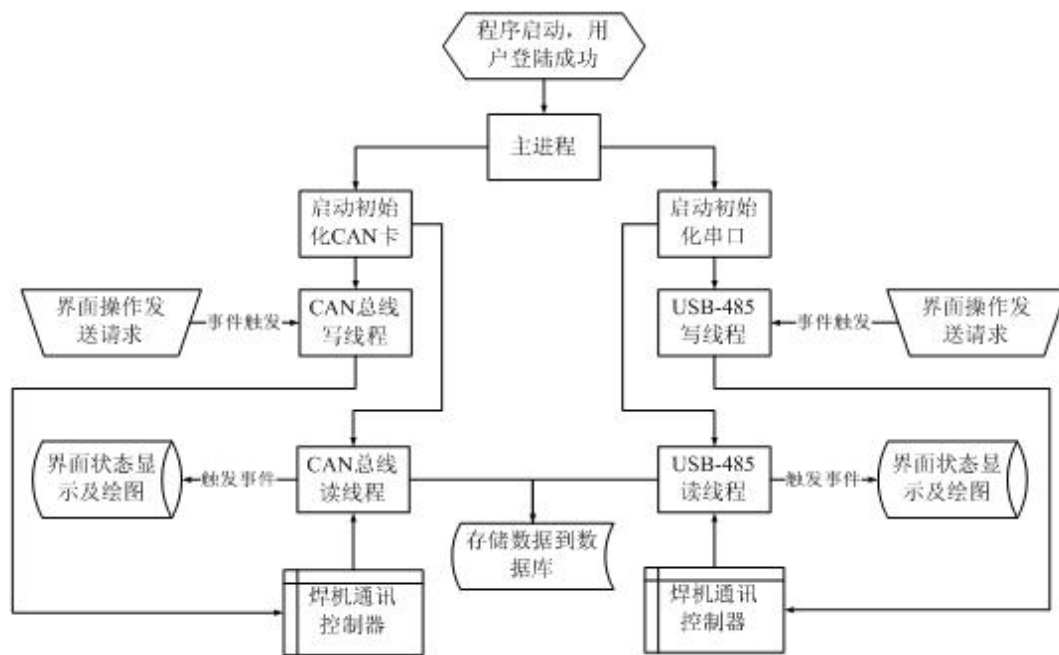 程序启动，用
户登陆成功
主进程
启动初始
化CAN卡
启动初始
化串口
界面操作发
送请求
事件触发
CAN总线
写线程
USB-485
写线程
事件触发
界面操作发
送请求
界面状态显
示及绘图
触发事件
CAN总线
读线程
USB-485
读线程
触发事件
界面状态显
示及绘图
存储数据到数
据库
焊机通讯
控制器
焊机通讯
控制器